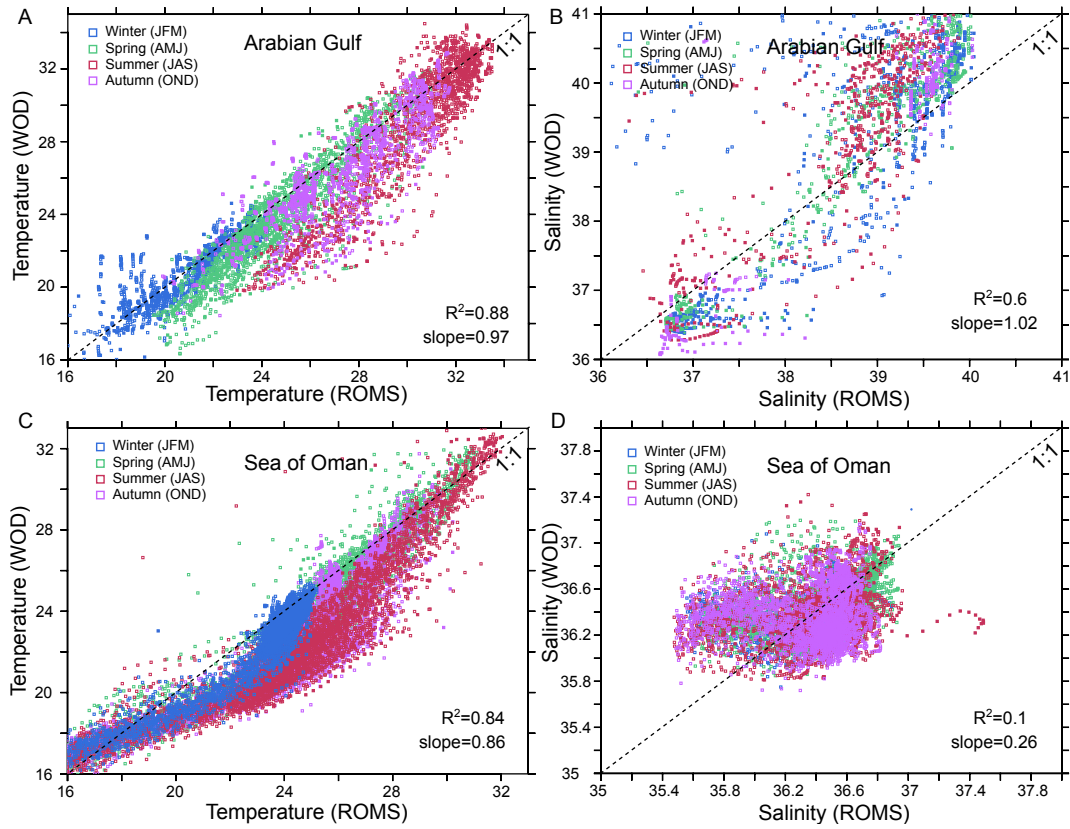 A
Winter (JFM)
Spring (AMJ)
Summer (JAS)
Autumn (OND)
Arabian Gulf
1:1
Temperature (WOD)
32
28
24
20
16
R²=0.88
slope=0.97
16 20 24 28 32
Temperature (ROMS)
B
Winter (JFM)
Spring (AMJ)
Summer (JAS)
Autumn (OND)
Arabian Gulf
1:1
Salinity (WOD)
41
40
39
38
37
36
R²=0.6
slope=1.02
36 37 38 39 40 41
Salinity (ROMS)
C
Winter (JFM)
Spring (AMJ)
Summer (JAS)
Autumn (OND)
Sea of Oman
1:1
Temperature (WOD)
32
28
24
20
16
R²=0.84
slope=0.86
16 20 24 28 32
Temperature (ROMS)
D
Winter (JFM)
Spring (AMJ)
Summer (JAS)
Autumn (OND)
Sea of Oman
1:1
Salinity (WOD)
37.8
37.4
37
36.6
36.2
35.8
35
R²=0.1
slope=0.26
35 35.8 36.2 36.6 37 37.4 37.8
Salinity (ROMS)